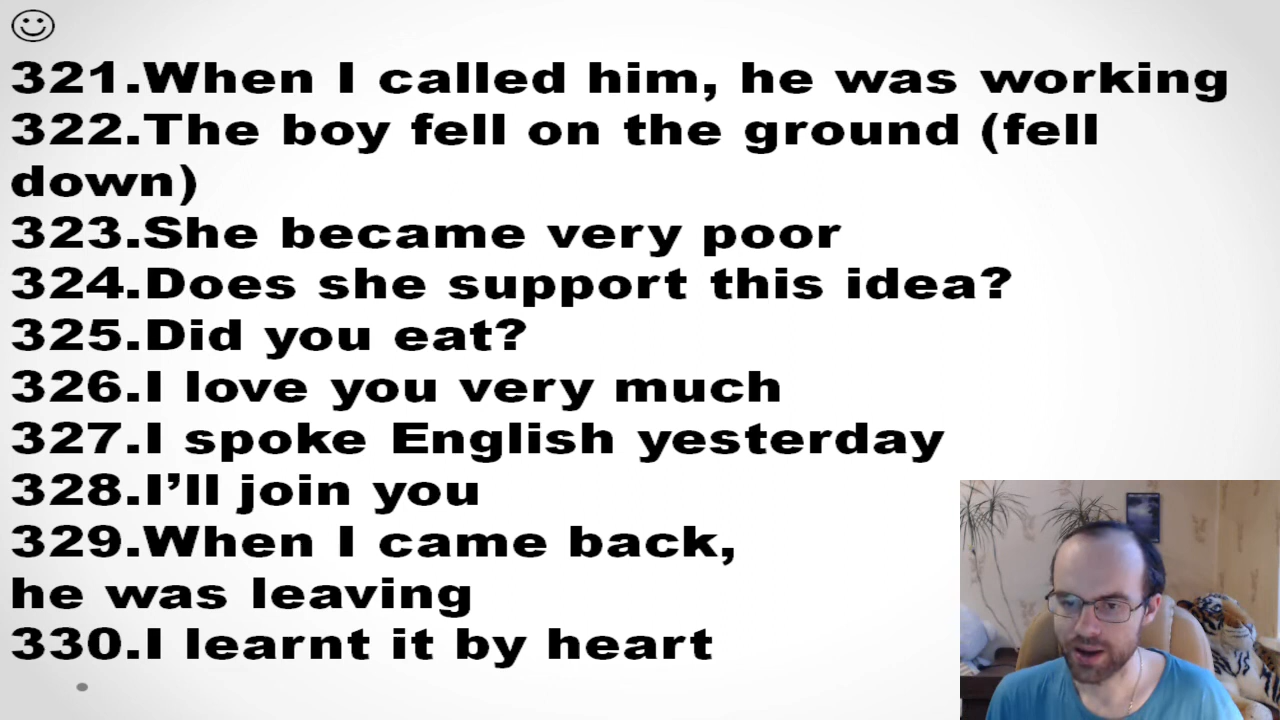 321.When I called him, he was working
322.The boy fell on the ground (fell
down)
323.She became very poor
324.Does she support this idea?
325.Did you eat?
326.I love you very much
327.I spoke English yesterday
328.I’ll join you
329.When I came back,
he was leaving
330.I learnt it by heart